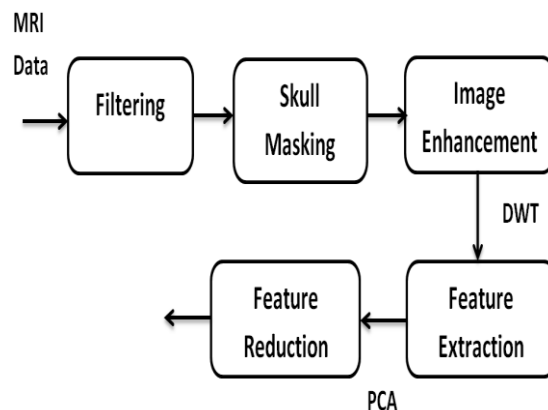 MRI
Data
Filtering
Skull
Masking
Image
Enhancement
DWT
Feature
Extraction
PCA
Feature
Reduction